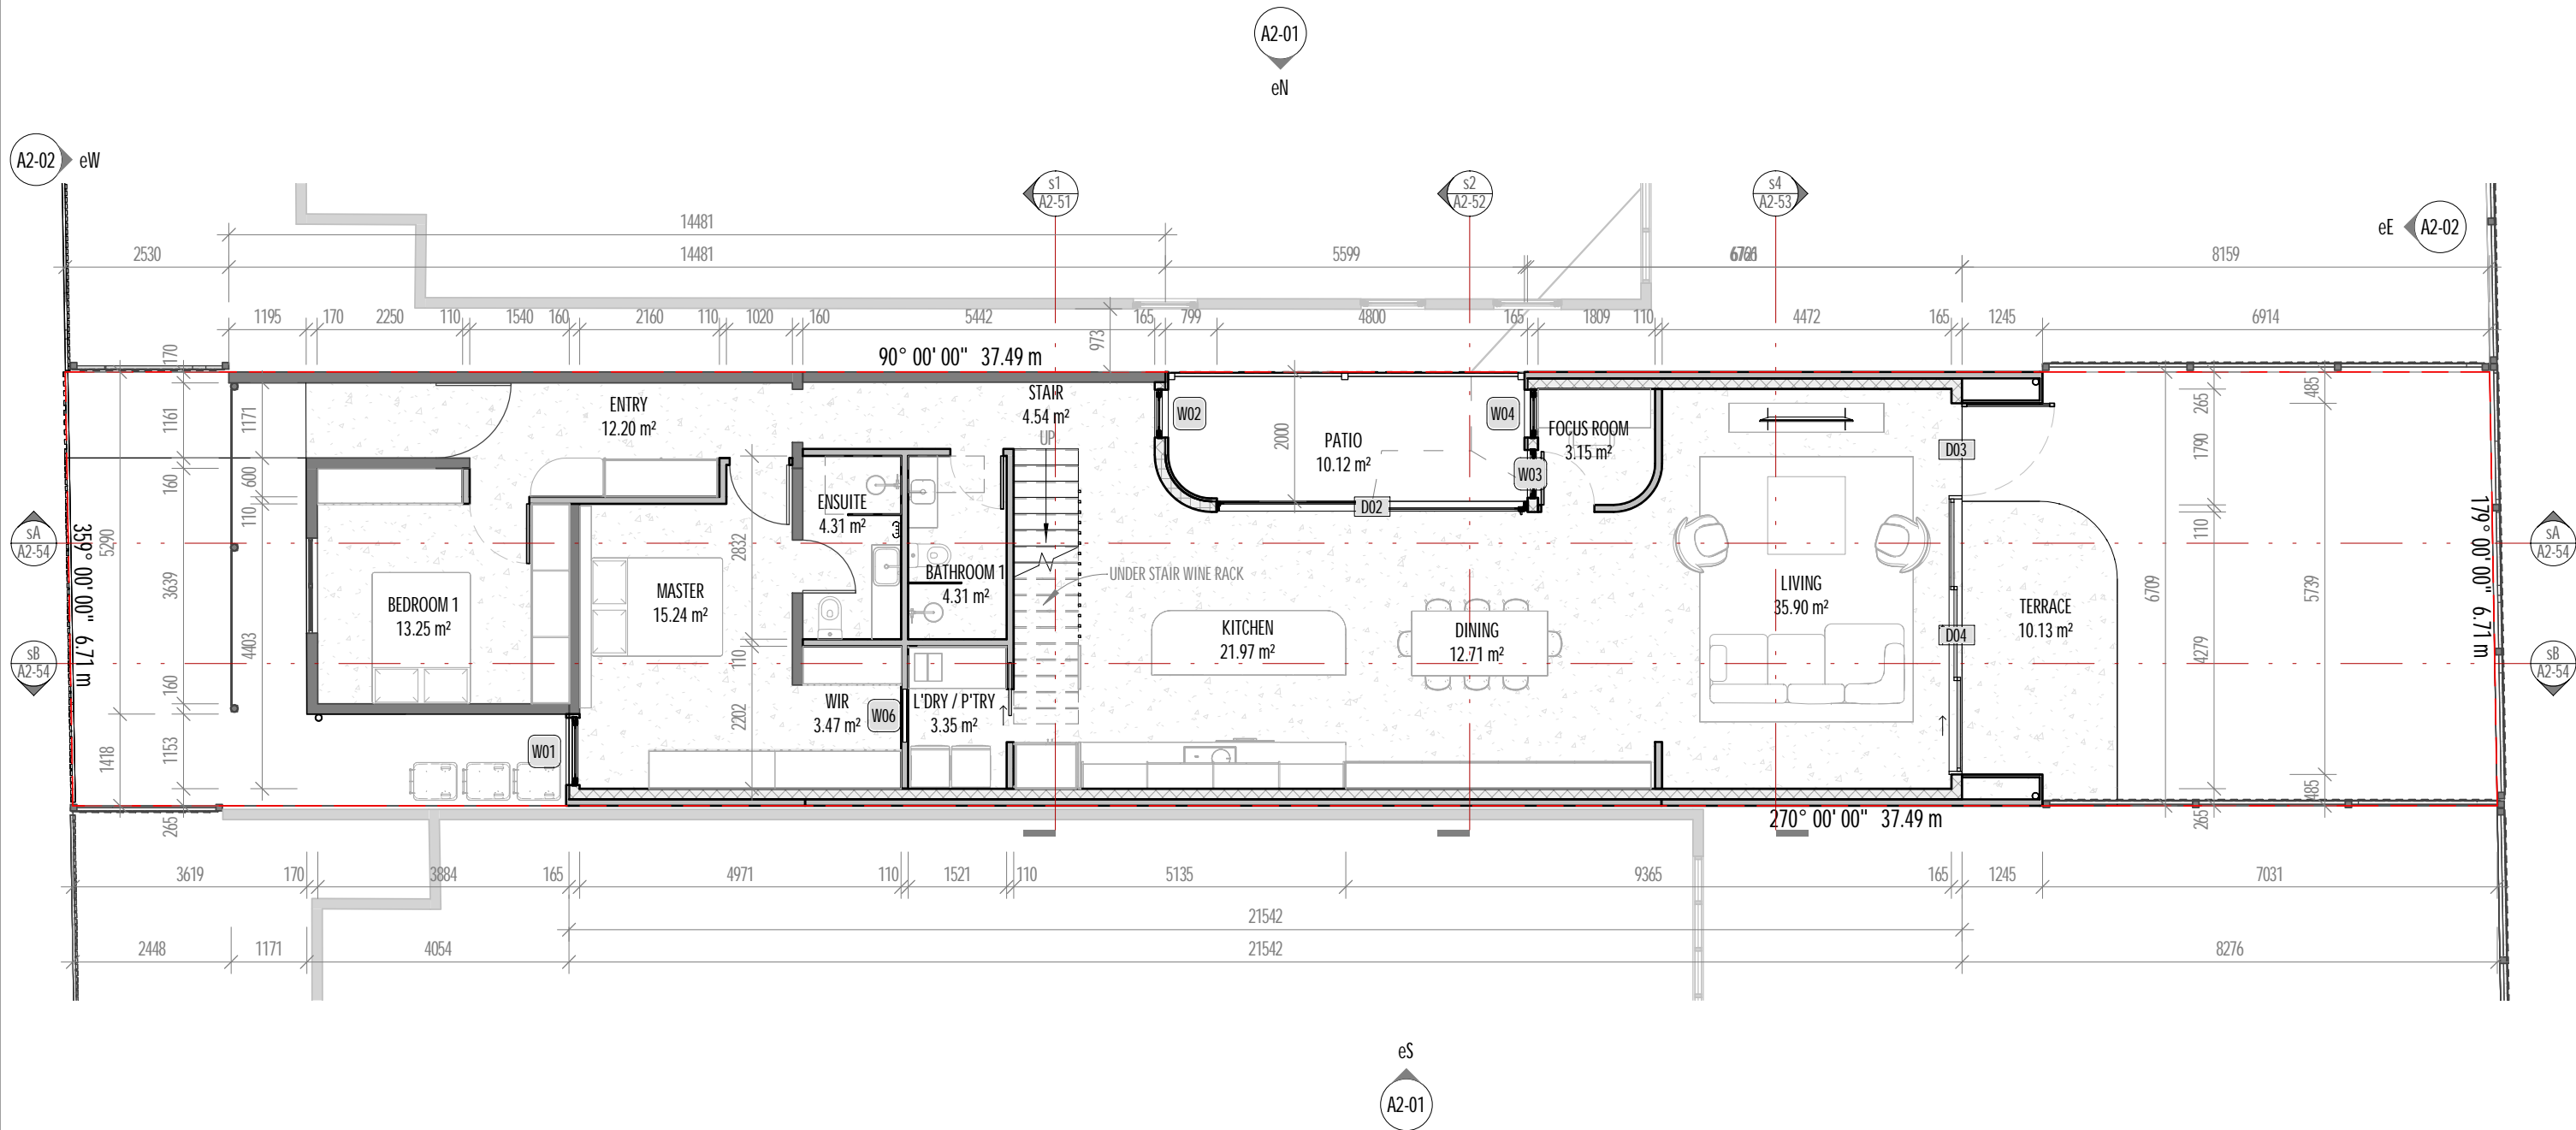 A2-01
eN
A2-02
eW
s1
A2-51
s2
A2-52
s4
A2-53
eE
A2-02
14481
2530
14481
5599
8159
1195
170
2250
110
1540
160
2160
110
1020
160
5442
165
799
4800
165
1809
110
4472
165
1245
6914
973
90° 00' 00" 37.49 m
170
1161
1171
160
600
110
5290
3639
4403
160
1418
1153
265
359° 00' 00" 6.71 m
sA
A2-54
sB
A2-54
ENTRY
12.20 m²
STAIR
4.54 m²
UP
W02
2000
PATIO
10.12 m²
W04
FOCUS ROOM
3.15 m²
W03
D02
D03
ENSUITE
4.31 m²
2832
BATHROOM 1
4.31 m²
UNDER STAIR WINE RACK
BEDROOM 1
13.25 m²
MASTER
15.24 m²
KITCHEN
21.97 m²
DINING
12.71 m²
LIVING
35.90 m²
D04
TERRACE
10.13 m²
110
2202
WIR
3.47 m²
W06
L'DRY / P'TRY
3.35 m²
W01
485
265
1790
110
6709
5739
4279
485
265
179° 00' 00" 6.71 m
sA
A2-54
sB
A2-54
270° 00' 00" 37.49 m
3619
170
3884
165
4971
110
1521
110
5135
9365
165
1245
7031
21542
2448
1171
4054
21542
8276
eS
A2-01